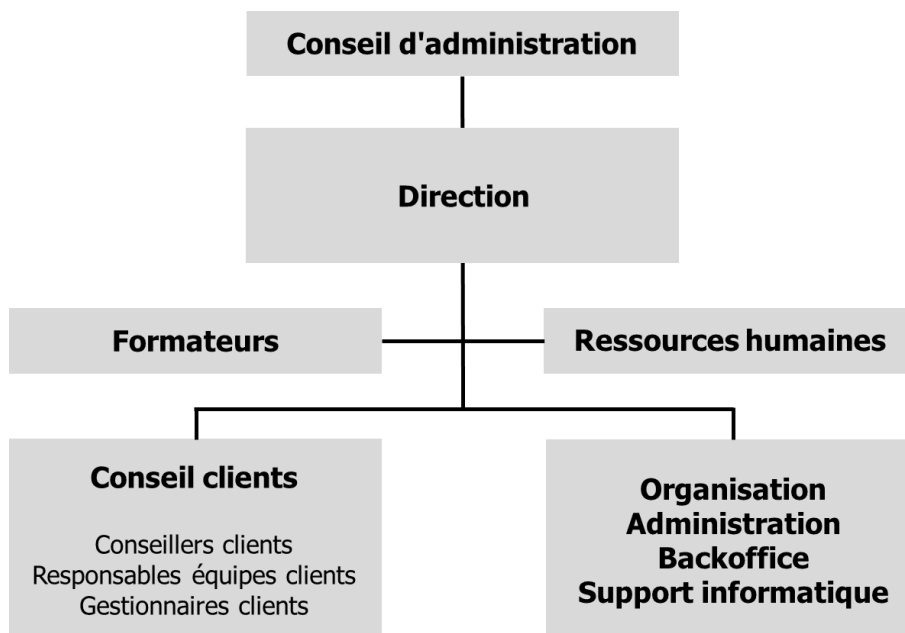 Conseil d'administration
Direction
Formateurs
Ressources humaines
Conseil clients
Conseillers clients
Responsables équipes clients
Gestionnaires clients
Organisation
Administration
Backoffice
Support informatique